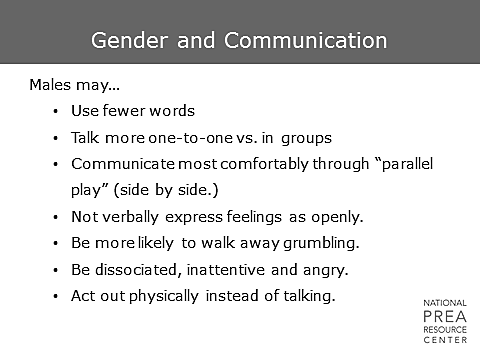 Gender and Communication
Males may…
• Use fewer words
• Talk more one-to-one vs. in groups
• Communicate most comfortably through “parallel
play” (side by side.)
• Not verbally express feelings as openly.
• Be more likely to walk away grumbling.
• Be dissociated, inattentive and angry.
• Act out physically instead of talking.
NATIONAL
PREA
RESOURCE
CENTER